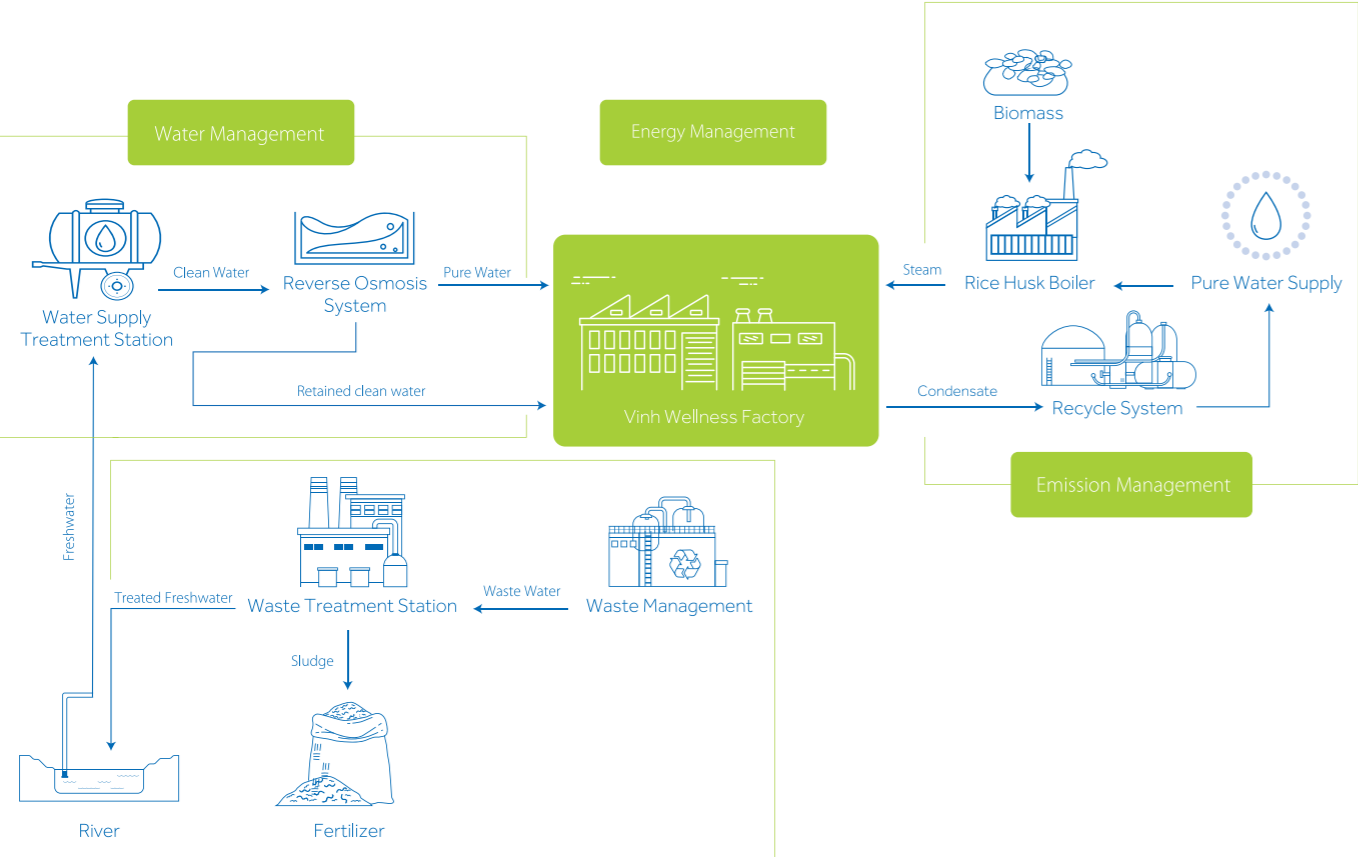 Water Management
Energy Management
Biomass
Clean Water
Reverse Osmosis
System
Pure Water
Water Supply
Treatment Station
Retained clean water
Steam
Rice Husk Boiler
Pure Water Supply
Vinh Wellness Factory
Condensate
Recycle System
Emission Management
Freshwater
Treated Freshwater
Waste Treatment Station
Waste Water
Waste Management
Sludge
River
Fertilizer